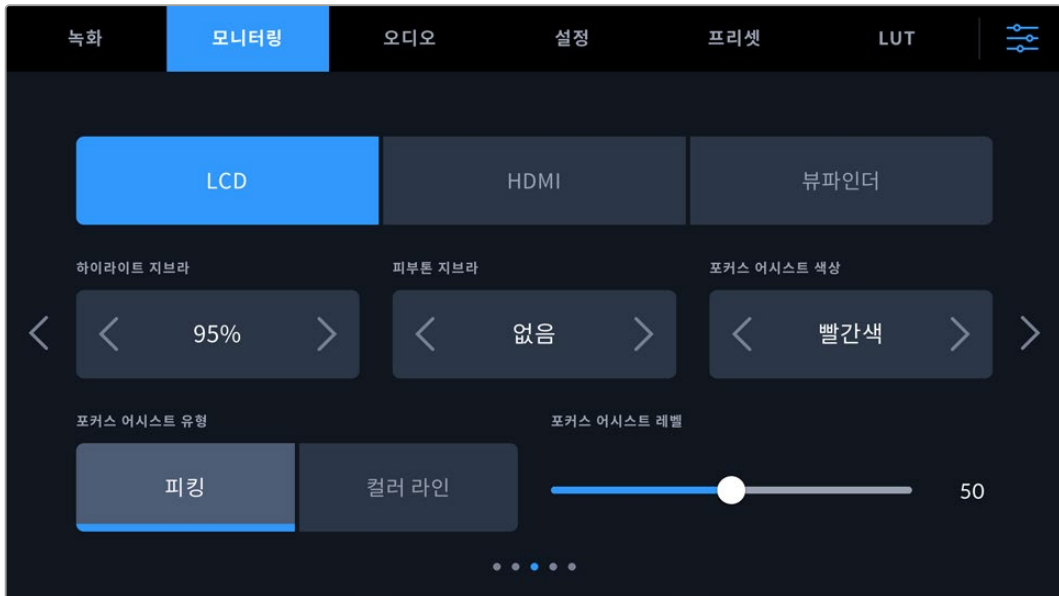 녹화 모니터링 오디오 설정 프리셋 LUT
LCD HDMI 뷰파인더
하이라이트 지브라 피부톤 지브라 포커스 어시스트 색상
95% 없음 빨간색
포커스 어시스트 유형 포커스 어시스트 레벨
피킹 컬러 라인 50